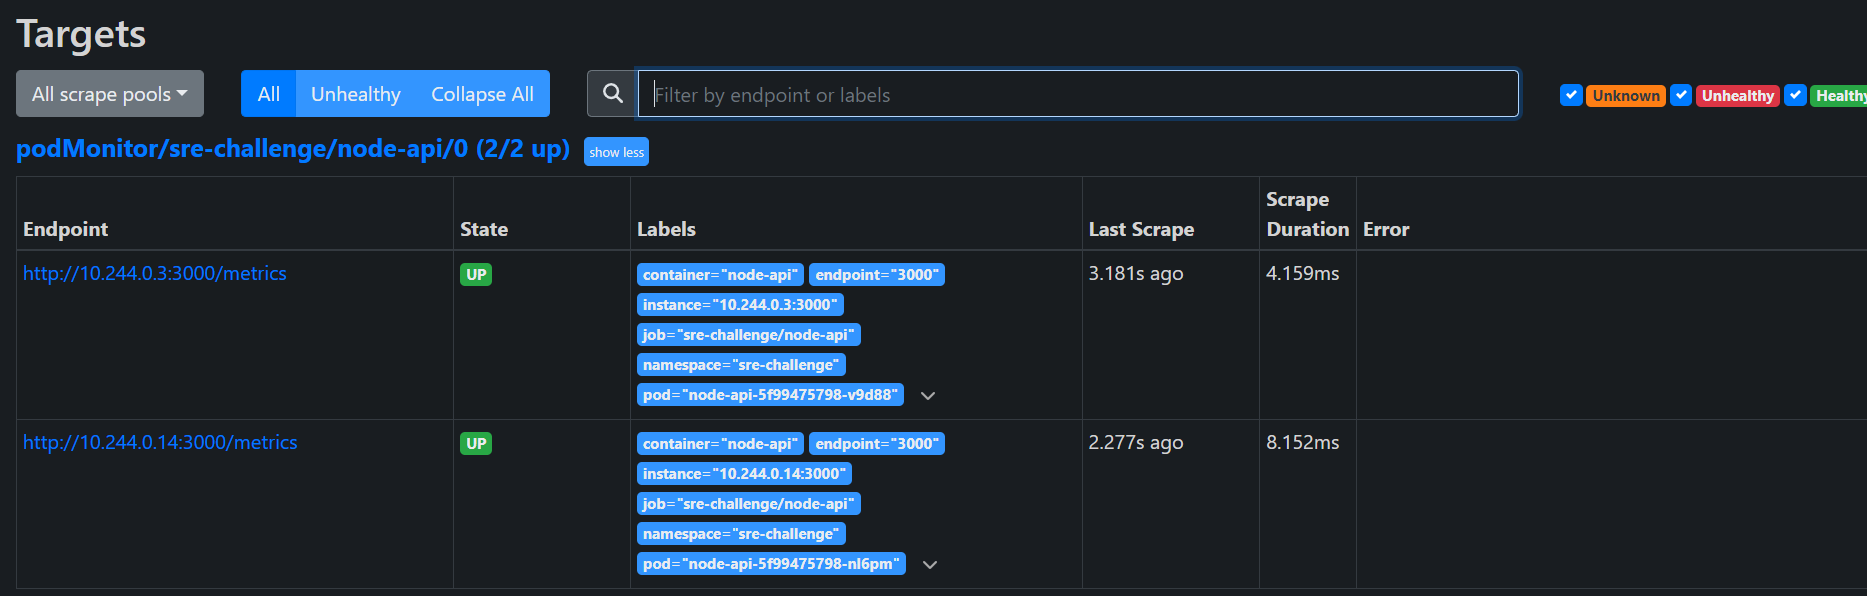 Targets
All scrape pools All Unhealthy Collapse All Filter by endpoint or labels Unknown Unhealthy Healthy
podMonitor/sre-challenge/node-api/0 (2/2 up) show less
Endpoint State Labels Last Scrape Scrape Duration Error
http://10.244.0.3:3000/metrics UP container="node-api" endpoint="3000" 3.181s ago 4.159ms
instance="10.244.0.3:3000"
job="sre-challenge/node-api"
namespace="sre-challenge"
pod="node-api-5f99475798-v9d88"
http://10.244.0.14:3000/metrics UP container="node-api" endpoint="3000" 2.277s ago 8.152ms
instance="10.244.0.14:3000"
job="sre-challenge/node-api"
namespace="sre-challenge"
pod="node-api-5f99475798-nl6pm"